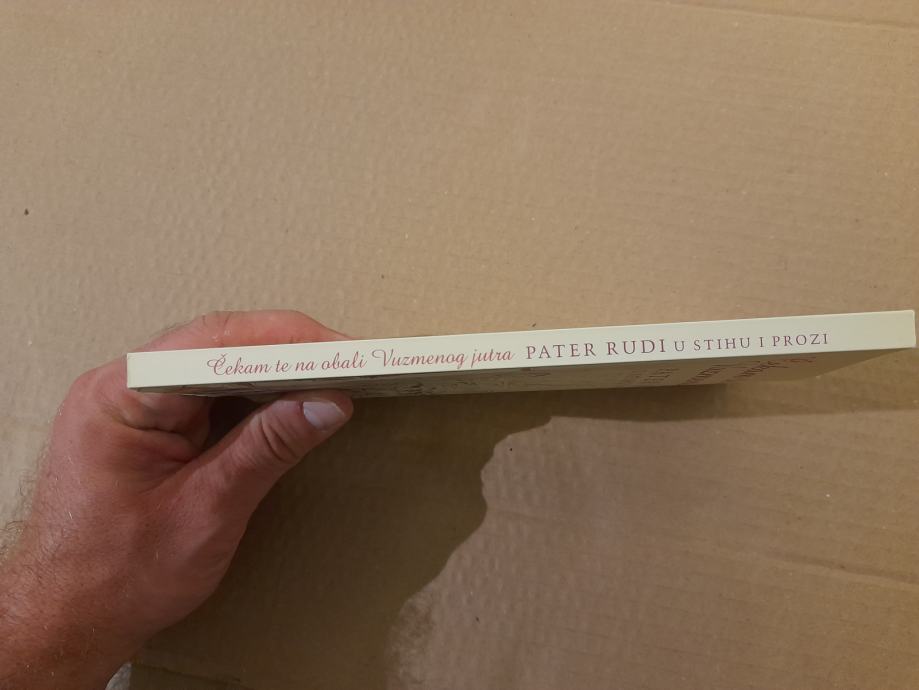 Čekam te na obali Vuzmenog jutra PATER RUDI U STIHU I PROZI